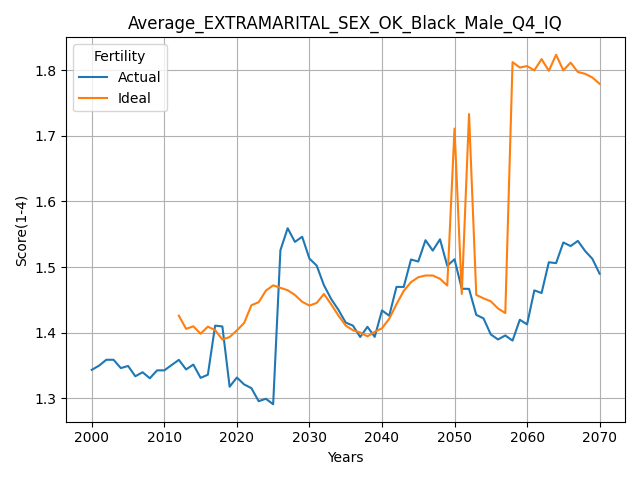 Average_EXTRAMARITAL_SEX_OK_Black_Male_Q4_IQ
Fertility
Actual
Ideal
1.8
1.7
1.6
1.5
1.4
1.3
Score(1-4)
2000 2010 2020 2030 2040 2050 2060 2070
Years